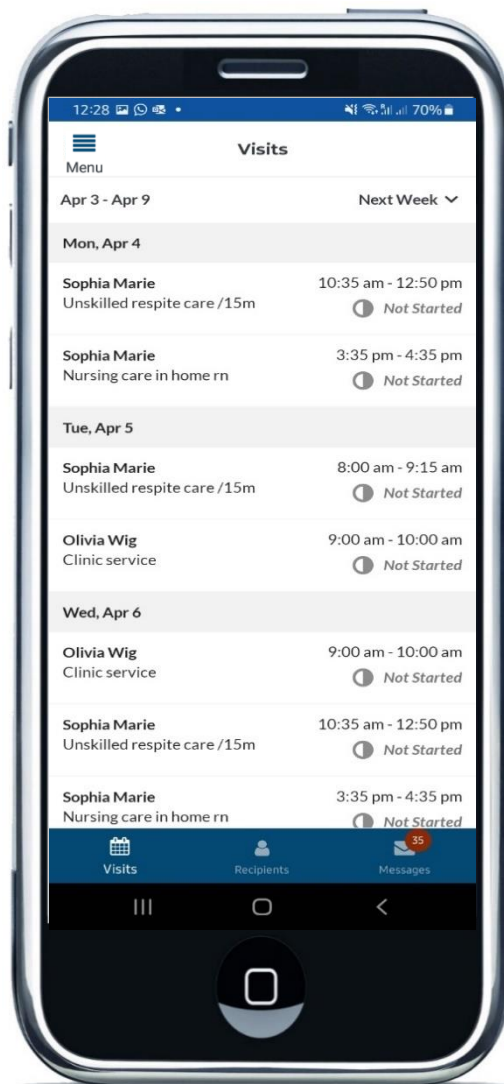 12:28 70%
Menu
Visits
Apr 3 - Apr 9 Next Week
Mon, Apr 4
Sophia Marie 10:35 am - 12:50 pm
Unskilled respite care /15m Not Started
Sophia Marie 3:35 pm - 4:35 pm
Nursing care in home rn Not Started
Tue, Apr 5
Sophia Marie 8:00 am - 9:15 am
Unskilled respite care /15m Not Started
Olivia Wig 9:00 am - 10:00 am
Clinic service Not Started
Wed, Apr 6
Olivia Wig 9:00 am - 10:00 am
Clinic service Not Started
Sophia Marie 10:35 am - 12:50 pm
Unskilled respite care /15m Not Started
Sophia Marie 3:35 pm - 4:35 pm
Nursing care in home rn Not Started
35
Visits Recipients Messages